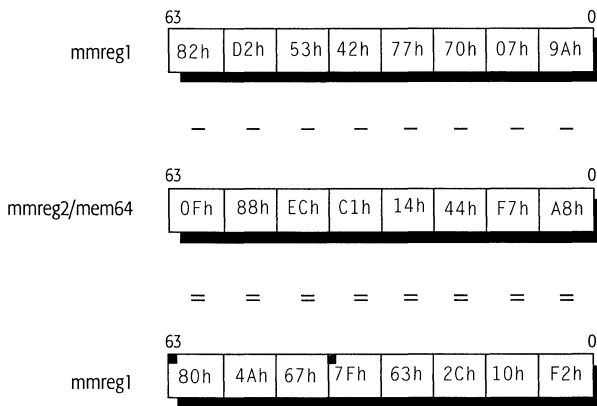 63 0
mmreg1 82h D2h 53h 42h 77h 70h 07h 9Ah
– – – – – – – –
63 0
mmreg2/mem64 0Fh 88h ECh C1h 14h 44h F7h A8h
= = = = = = = =
63 0
mmreg1 80h 4Ah 67h 7Fh 63h 2Ch 10h F2h